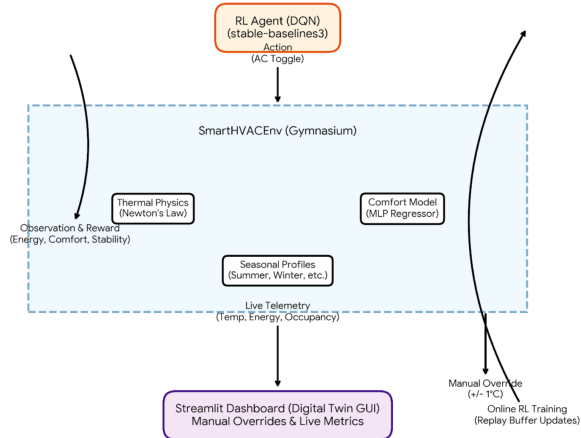 RL Agent (DQN)
(stable-baselines3)
Action
(AC Toggle)
SmartHVACEnv (Gymnasium)
Thermal Physics
(Newton's Law)
Comfort Model
(MLP Regressor)
Observation & Reward
(Energy, Comfort, Stability)
Seasonal Profiles
(Summer, Winter, etc.)
Live Telemetry
(Temp, Energy, Occupancy)
Manual Override
(+/- 1°C)
Streamlit Dashboard (Digital Twin GUI)
Manual Overrides & Live Metrics
Online RL Training
(Replay Buffer Updates)